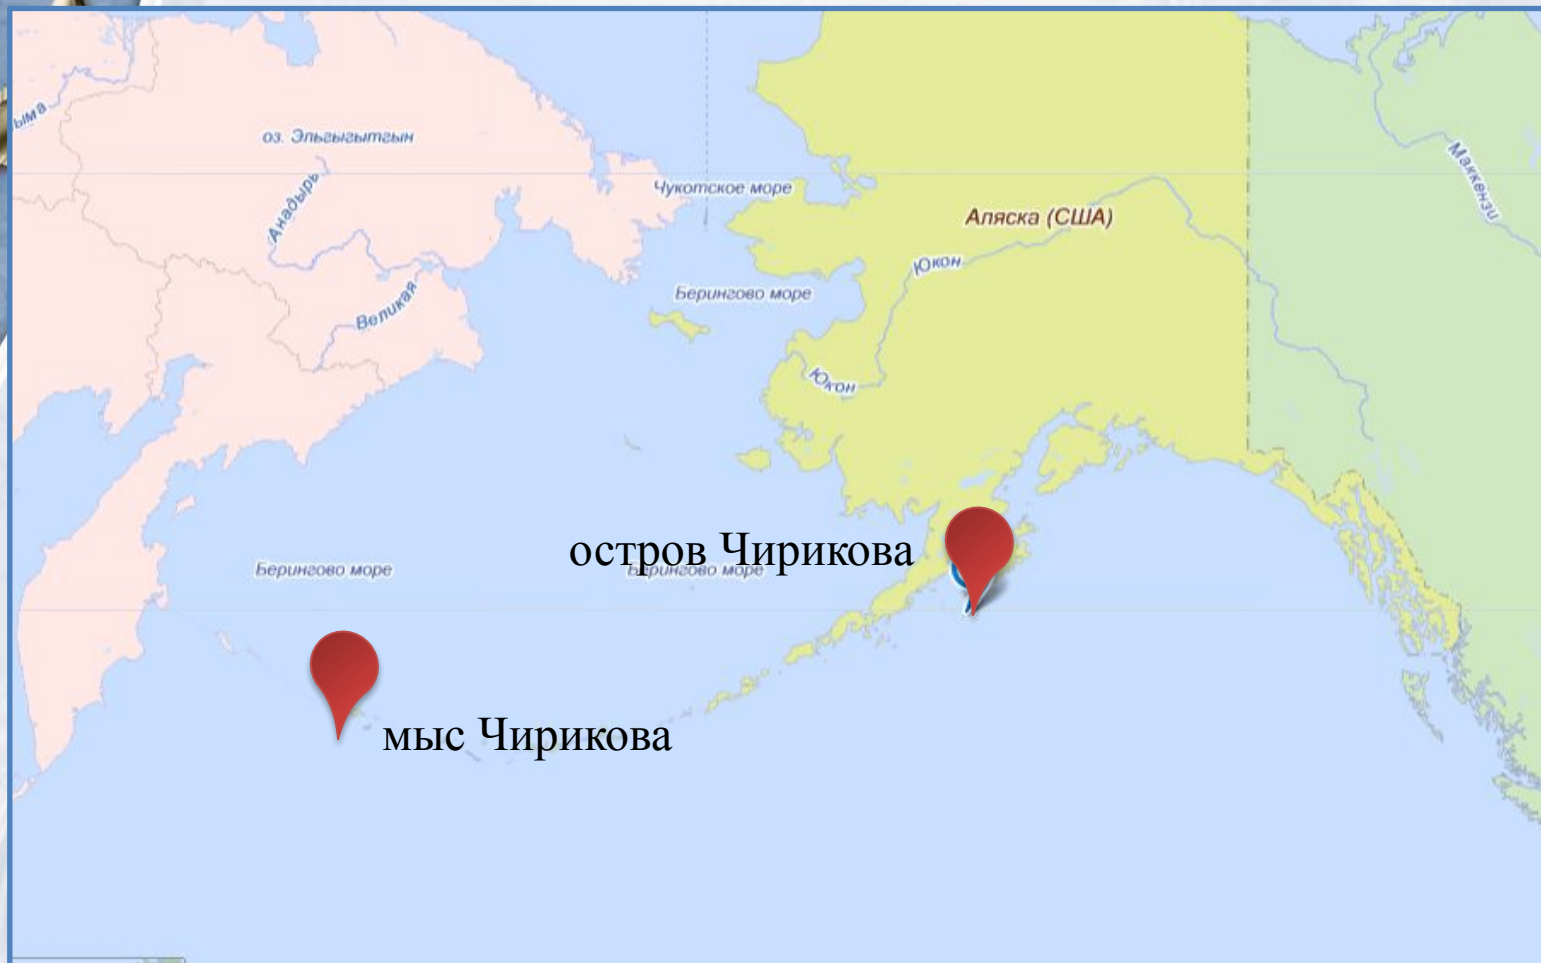 ыма
оз. Эльгыгытгын
Анадырь
Чукотское море
Маккензи
Аляска (США)
Юкон
Берингово море
Великая
Юкон
остров Чирикова
Берингово море
Берингово море
мыс Чирикова